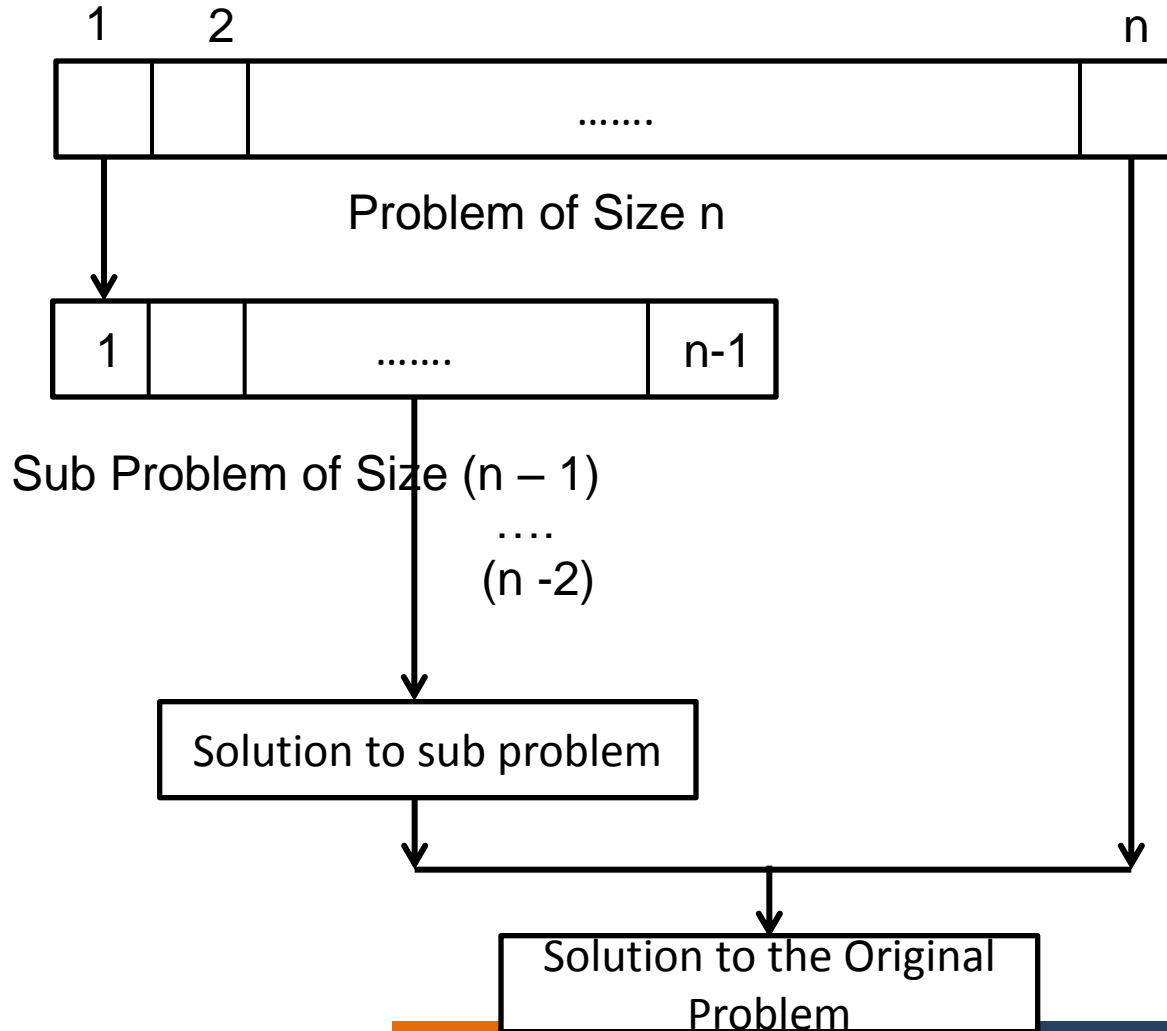 1 2 n
.......
Problem of Size n
1 ....... n-1
Sub Problem of Size (n – 1)
....
(n -2)
Solution to sub problem
Solution to the Original
Problem